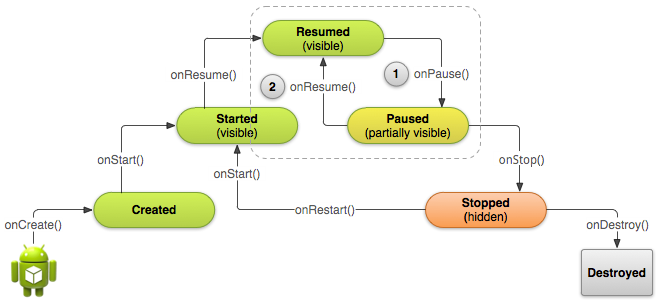 Resumed
(visible)
onResume()
2
onResume()
1
onPause()
Started
(visible)
Paused
(partially visible)
onStart()
onStart()
onStop()
Created
onRestart()
Stopped
(hidden)
onCreate()
onDestroy()
Destroyed